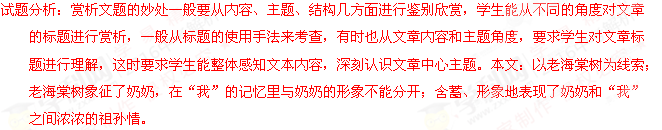 试题分析：赏析文题的妙处一般要从内容、主题、结构几方面进行鉴别欣赏，学生能从不同的角度对文章
的标题进行赏析，一般从标题的使用手法来考查，有时也从文章内容和主题角度，要求学生对文章标
题进行理解，这时要求学生能整体感知文本内容，深刻认识文章中心主题。本文：以老海棠树为线索；
老海棠树象征了奶奶，在“我”的记忆里与奶奶的形象不能分开；含蓄、形象地表现了奶奶和“我”
之间浓浓的祖孙情。